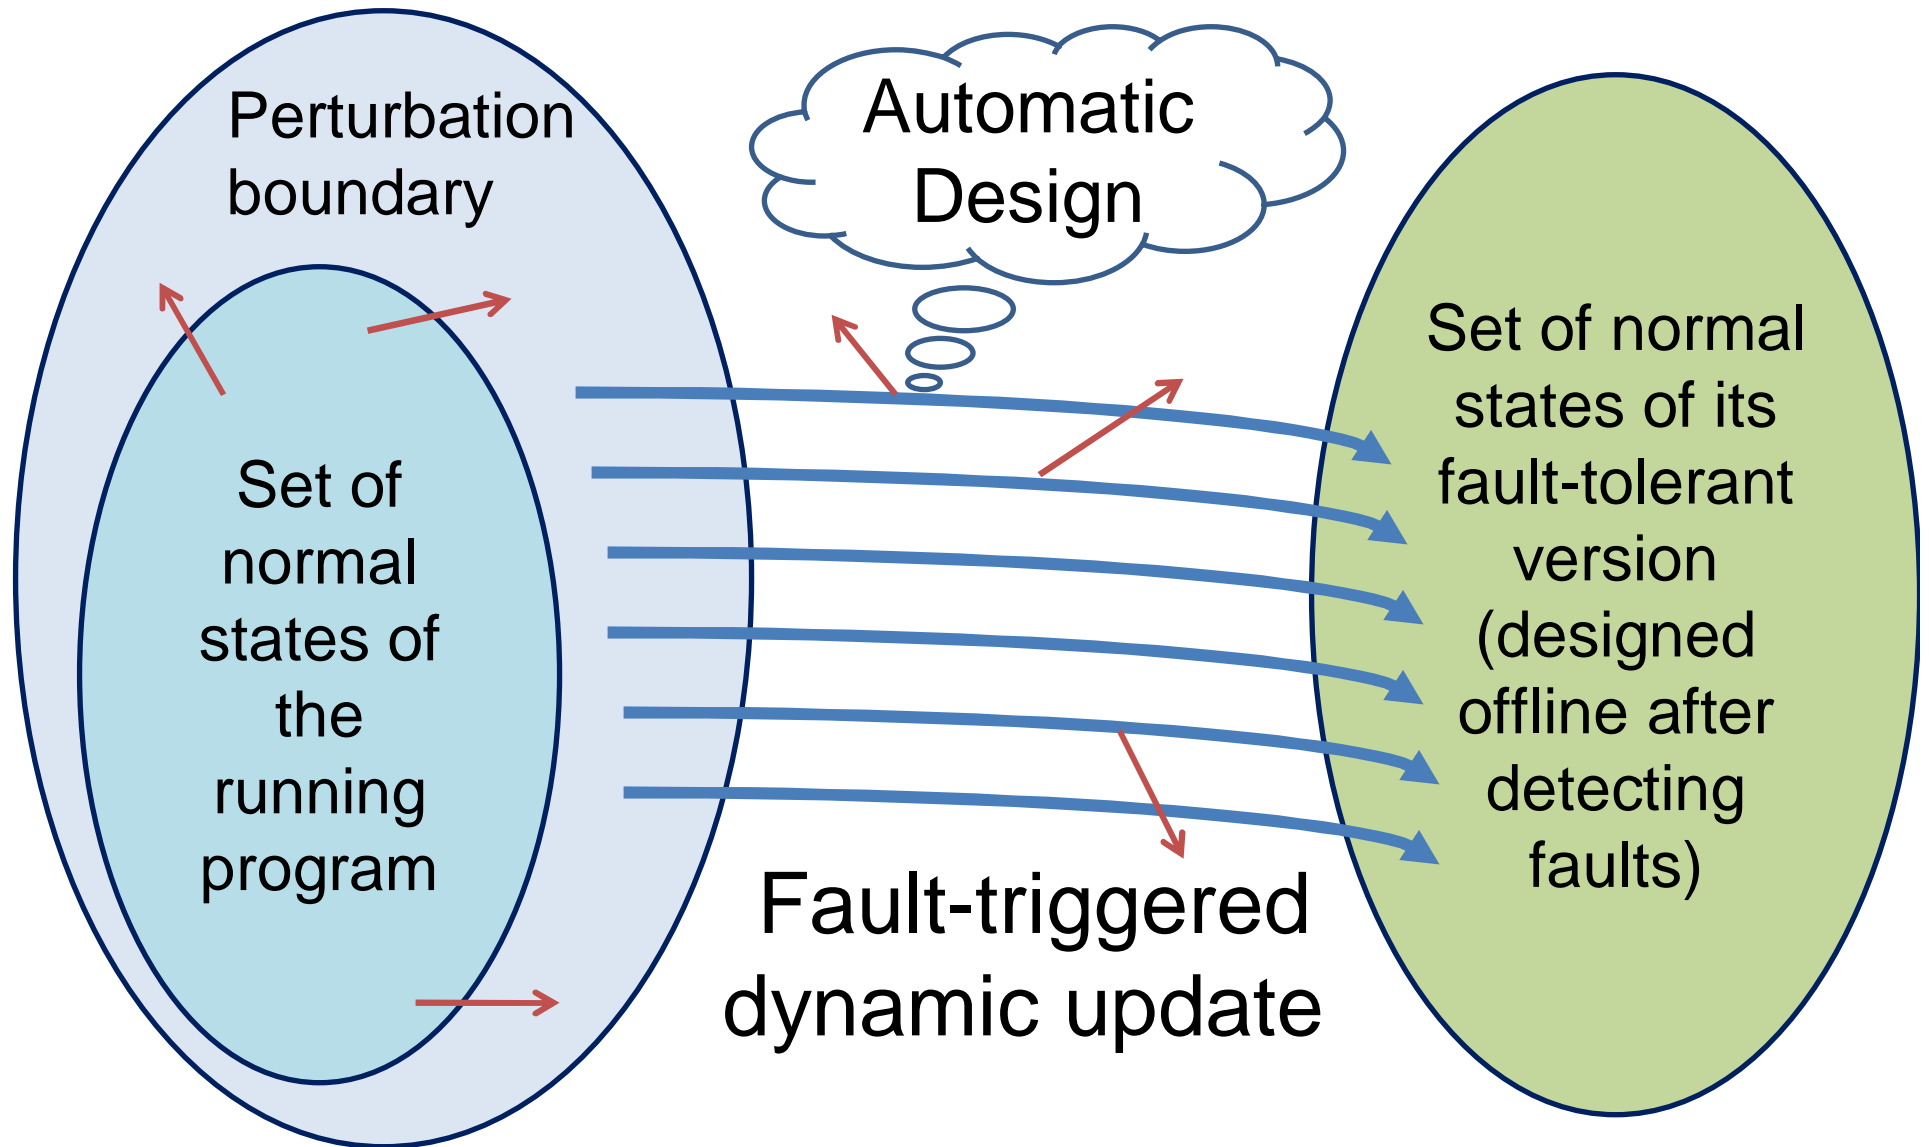 Perturbation
boundary
Automatic
Design
Set of
normal
states of
the
running
program
Set of normal
states of its
fault-tolerant
version
(designed
offline after
detecting
faults)
Fault-triggered
dynamic update